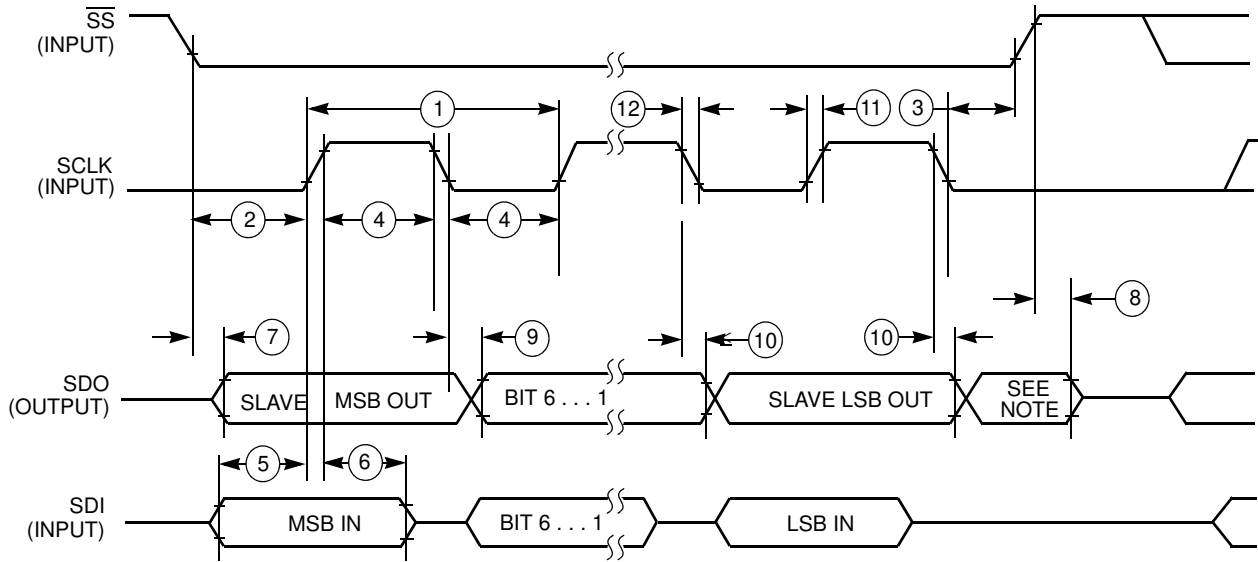 SS
(INPUT)
1
12
11
3
SCLK
(INPUT)
2
4
4
8
7
9
10
10
SDO
(OUTPUT)
SLAVE MSB OUT
BIT 6 . . . 1
SLAVE LSB OUT
SEE
NOTE
5
6
SDI
(INPUT)
MSB IN
BIT 6 . . . 1
LSB IN